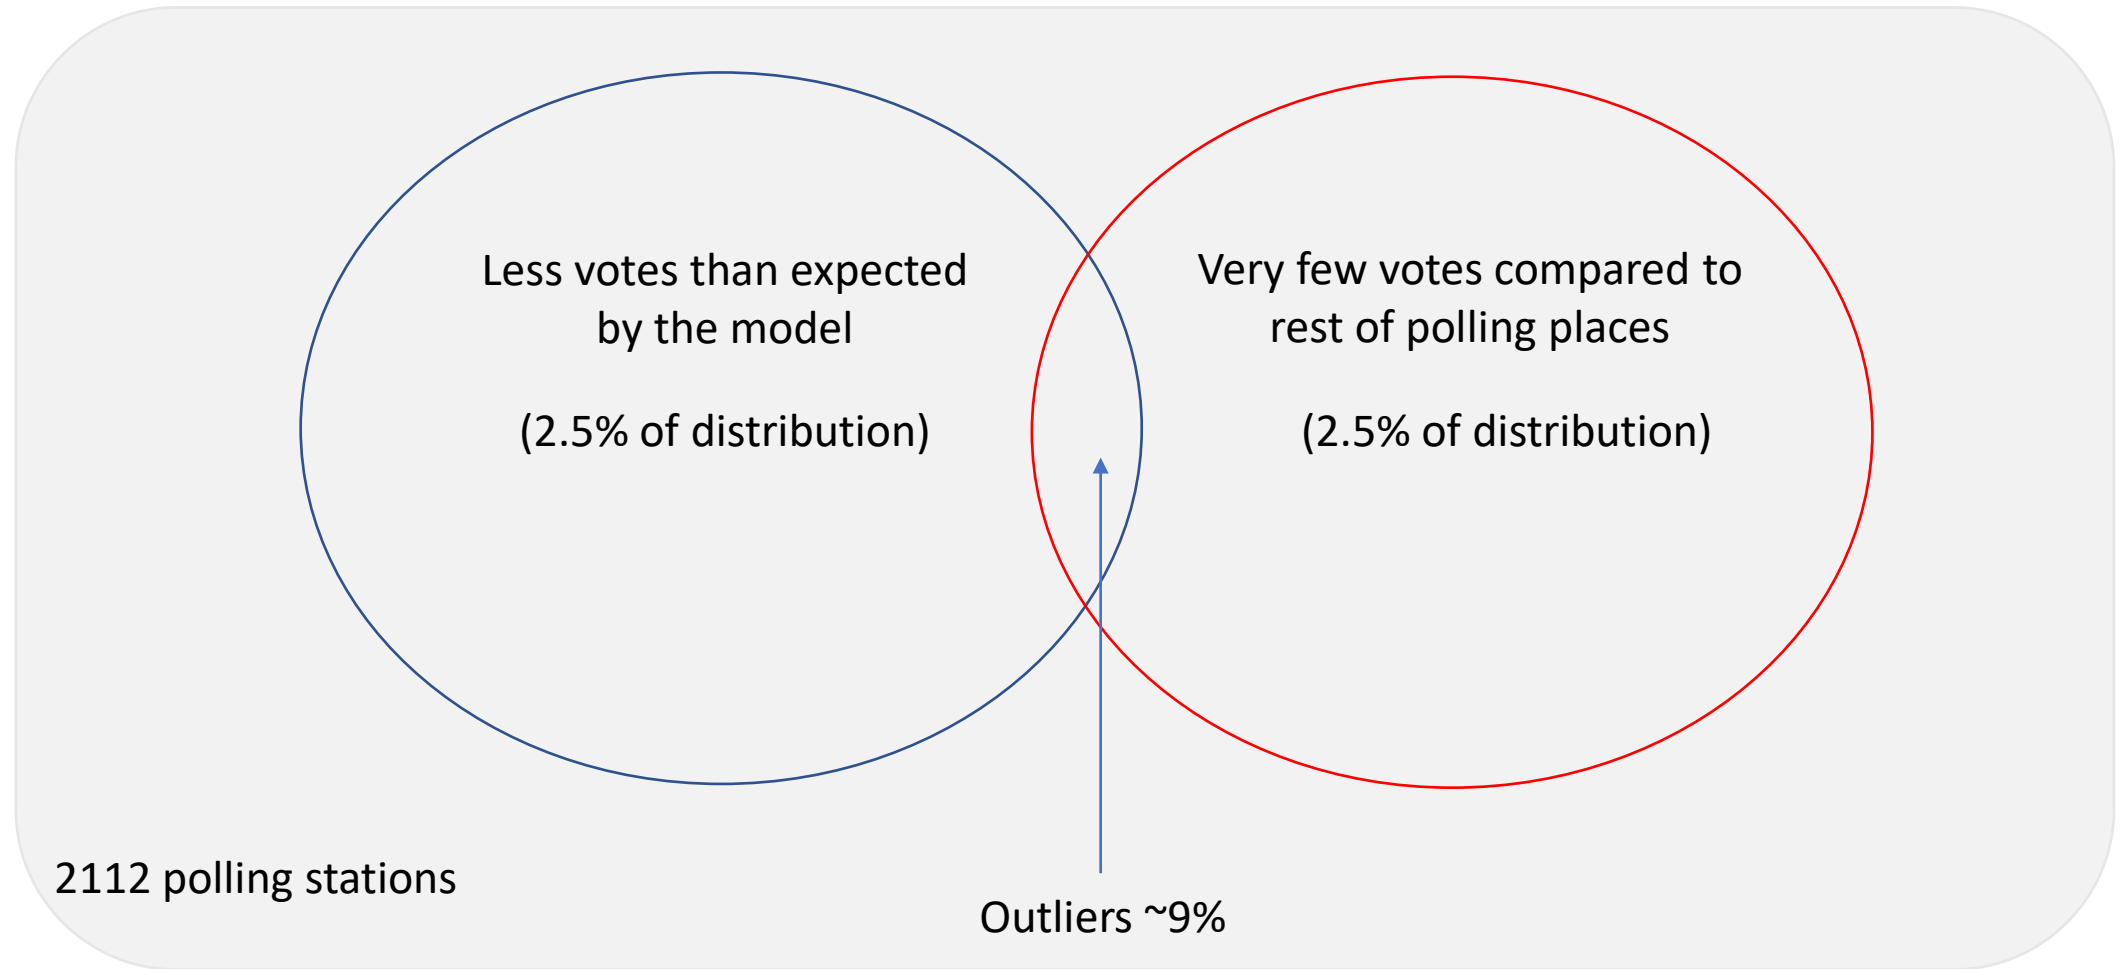 Less votes than expected
by the model
(2.5% of distribution)
Very few votes compared to
rest of polling places
(2.5% of distribution)
2112 polling stations
Outliers ~9%